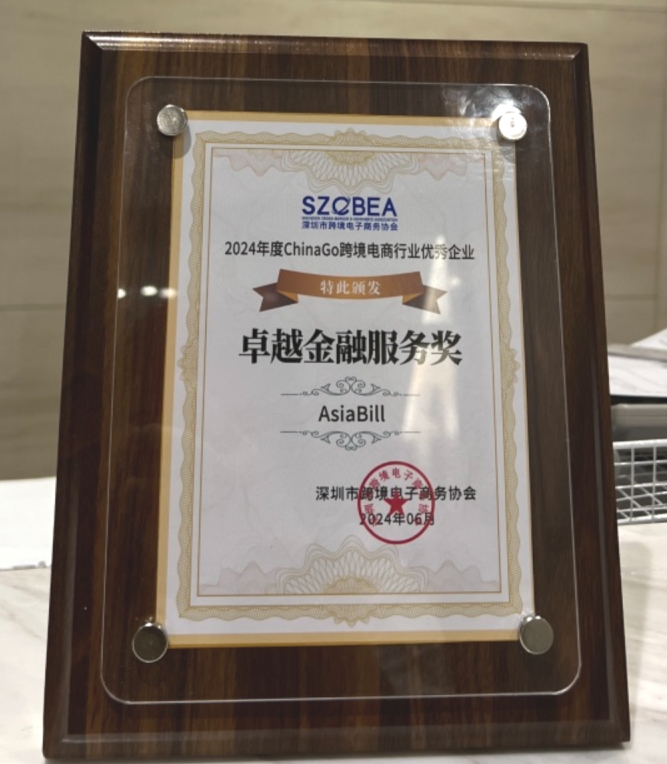 SZCBEA
深圳市跨境电子商务协会
2024年度ChinaGo跨境电商行业优秀企业
特此颁发
卓越金融服务奖
AsiaBill
深圳市跨境电子商务协会
2024年06月